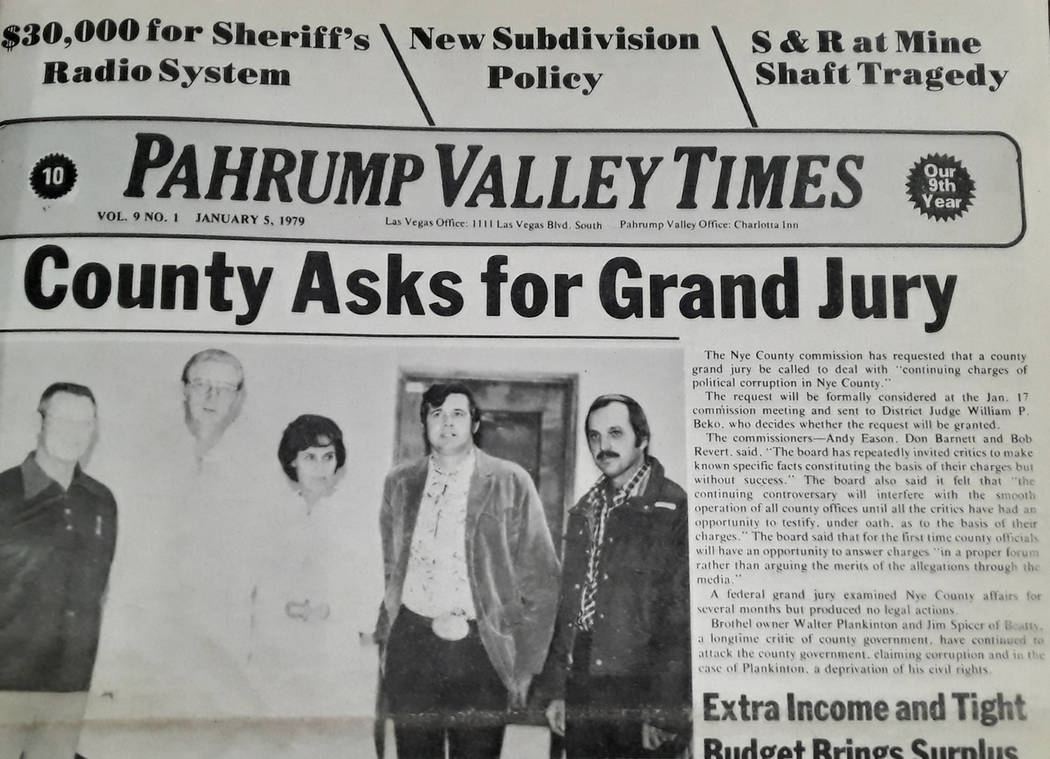 $30,000 for Sheriff's
Radio System
New Subdivision
Policy
S & R at Mine
Shaft Tragedy
10
PAHRUMP VALLEY TIMES
Our
9th
Year
VOL. 9 NO. 1 JANUARY 5, 1979
Las Vegas Office: 1111 Las Vegas Blvd. South Pahrump Valley Office: Charlotta Inn
County Asks for Grand Jury
The Nye County commission has requested that a county
grand jury be called to deal with "continuing charges of
political corruption in Nye County."
The request will be formally considered at the Jan. 17
commission meeting and sent to District Judge William P.
Beko, who decides whether the request will be granted.
The commissioners—Andy Eason, Don Barnett and Bob
Revert, said, "The board has repeatedly invited critics to make
known specific facts constituting the basis of their charges but
without success." The board also said it felt that "the
continuing controversary will interfere with the smooth
operation of all county offices until all the critics have had an
opportunity to testify, under oath, as to the basis of their
charges." The board said that for the first time county officials
will have an opportunity to answer charges "in a proper forum
rather than arguing the merits of the allegations through the
media."
A federal grand jury examined Nye County affairs for
several months but produced no legal actions.
Brothel owner Walter Plankinton and Jim Spicer of Beatty,
a longtime critic of county government, have continued to
attack the county government, claiming corruption and in the
case of Plankinton, a deprivation of his civil rights.
Extra Income and Tight
Budget Brings Surplus